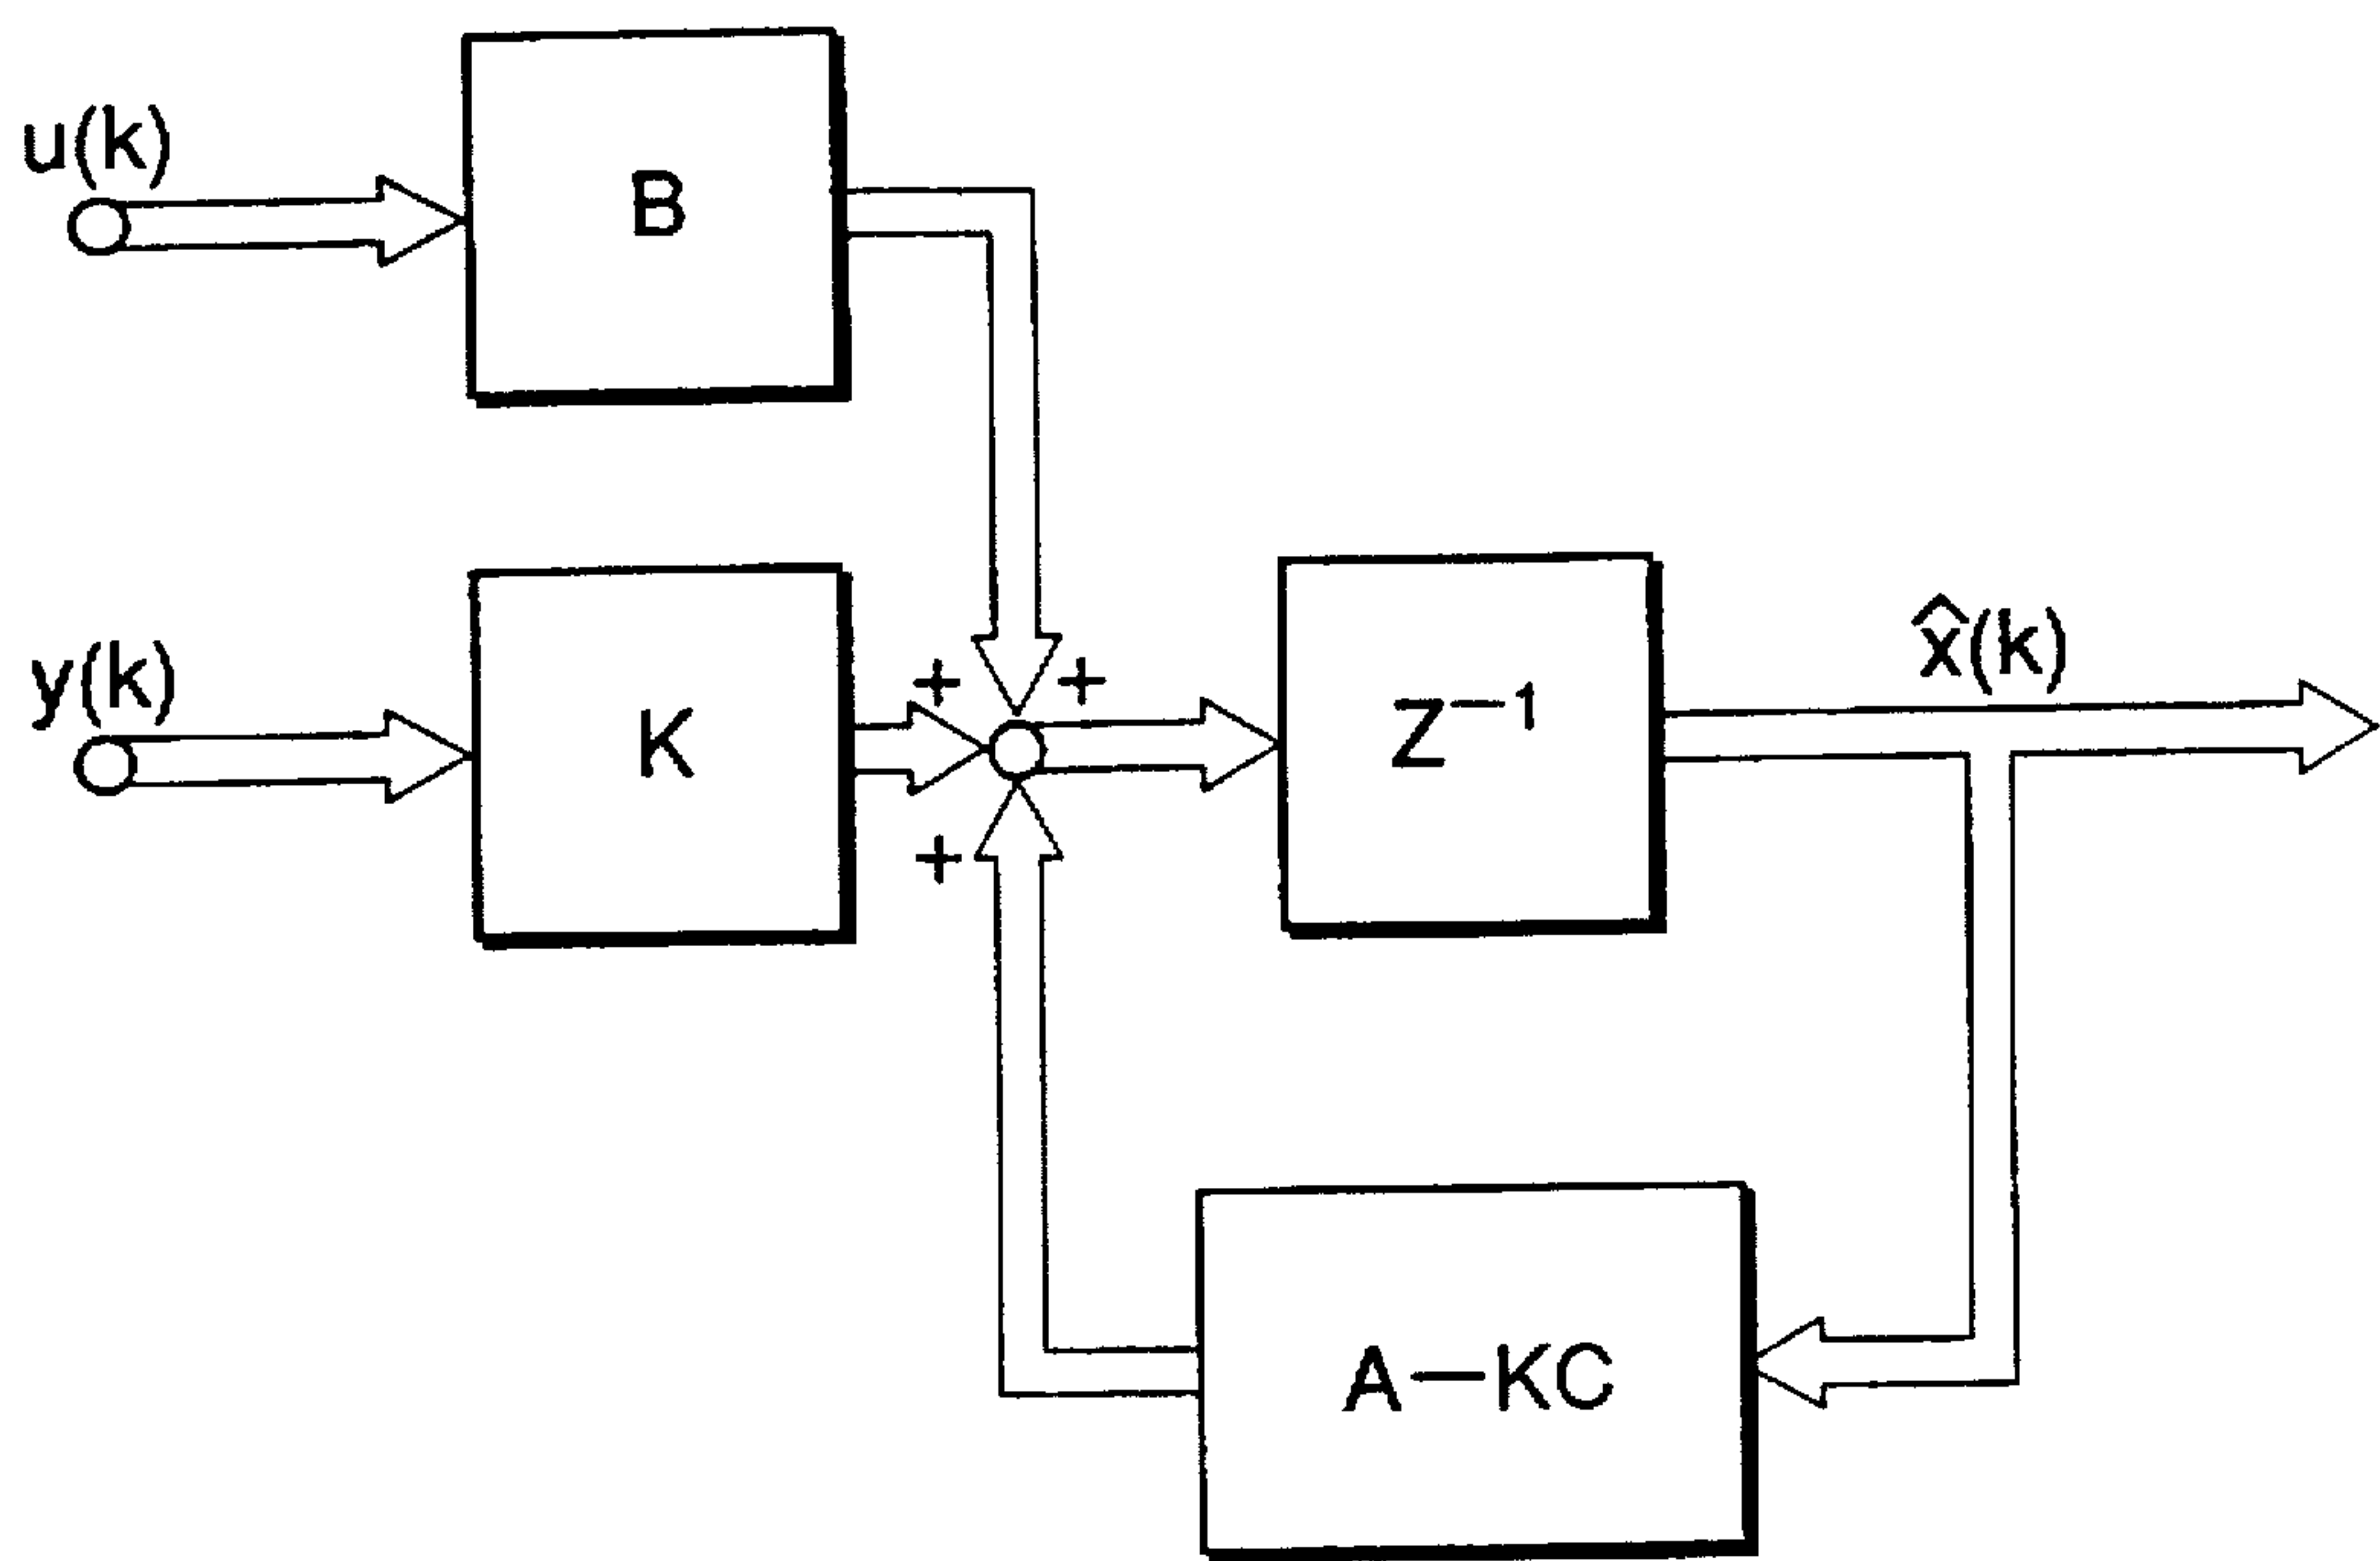 u(k)
B
y(k)
K
+
+
+
Z⁻¹
x̂(k)
A—KC